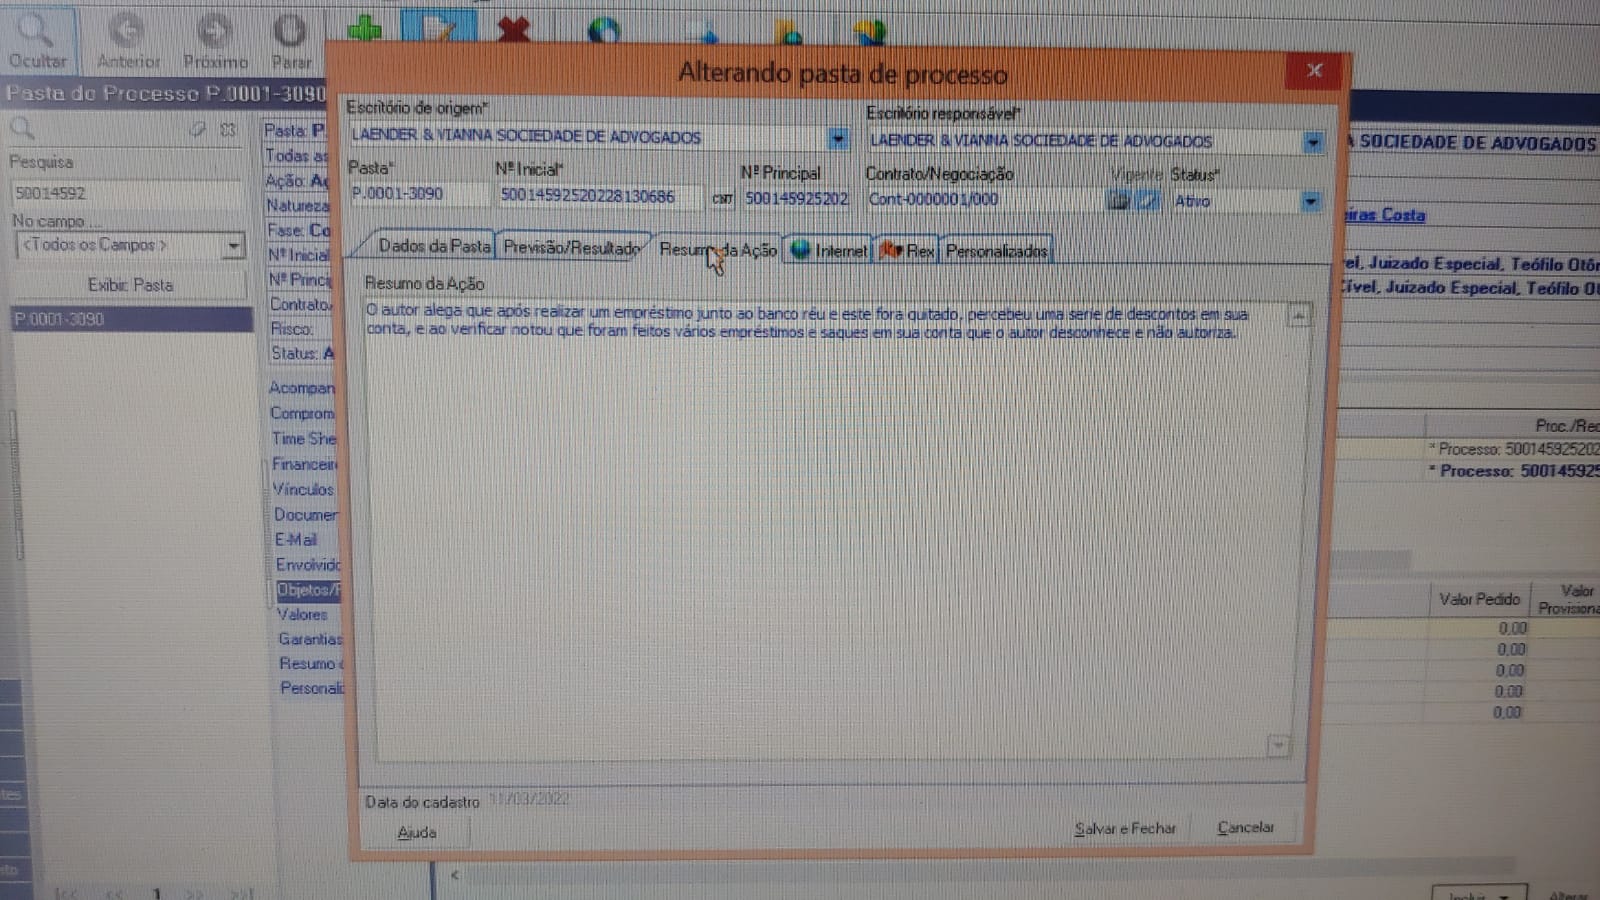 Ocultar
Anterior
Próximo
Parar
Pasta do Processo P.0001-3090
Alterando pasta de processo
Pesquisa
50014592
No campo ...
<Todos os Campos>
Exibir Pasta
P.0001-3090
Pasta: P.
Todas as
Ação: Aç
Natureza
Fase: Co
Nº Inicial
Nº Princi
Contrato/
Risco:
Status: A
Acompan
Comprom
Time She
Financeir
Vínculos
Documen
E-Mail
Envolvido
Objetos/P
Valores
Garantias
Resumo d
Personali
Escritório de origem*
LAENDER & VIANNA SOCIEDADE DE ADVOGADOS
Escritório responsável*
LAENDER & VIANNA SOCIEDADE DE ADVOGADOS
Pasta*
P.0001-3090
Nº Inicial*
50014592520228130686
CNJ
Nº Principal
500145925202
Contrato/Negociação
Cont-0000001/000
Vigente
Status*
Ativo
Dados da Pasta
Previsão/Resultado
Resumo da Ação
Internet
Rex
Personalizados
Resumo da Ação
O autor alega que após realizar um empréstimo junto ao banco réu e este fora quitado, percebeu uma serie de descontos em sua
conta, e ao verificar notou que foram feitos vários empréstimos e saques em sua conta que o autor desconhece e não autoriza.
Data do cadastro 11/03/2022
Ajuda
Salvar e Fechar
Cancelar
A SOCIEDADE DE ADVOGADOS
eiras Costa
el, Juizado Especial, Teófilo Otôn
Cível, Juizado Especial, Teófilo O
Proc./Rec
* Processo: 500145925202
* Processo: 500145925
Valor Pedido
Valor
Provisiona
0,00
0,00
0,00
0,00
0,00
1
Incluir
Alterar